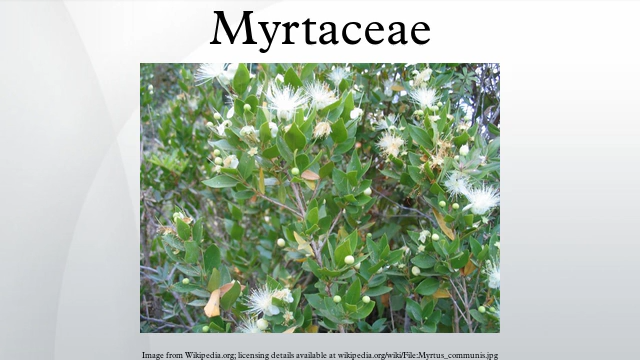 Myrtaceae
Image from Wikipedia.org; licensing details available at wikipedia.org/wiki/File:Myrtus_communis.jpg